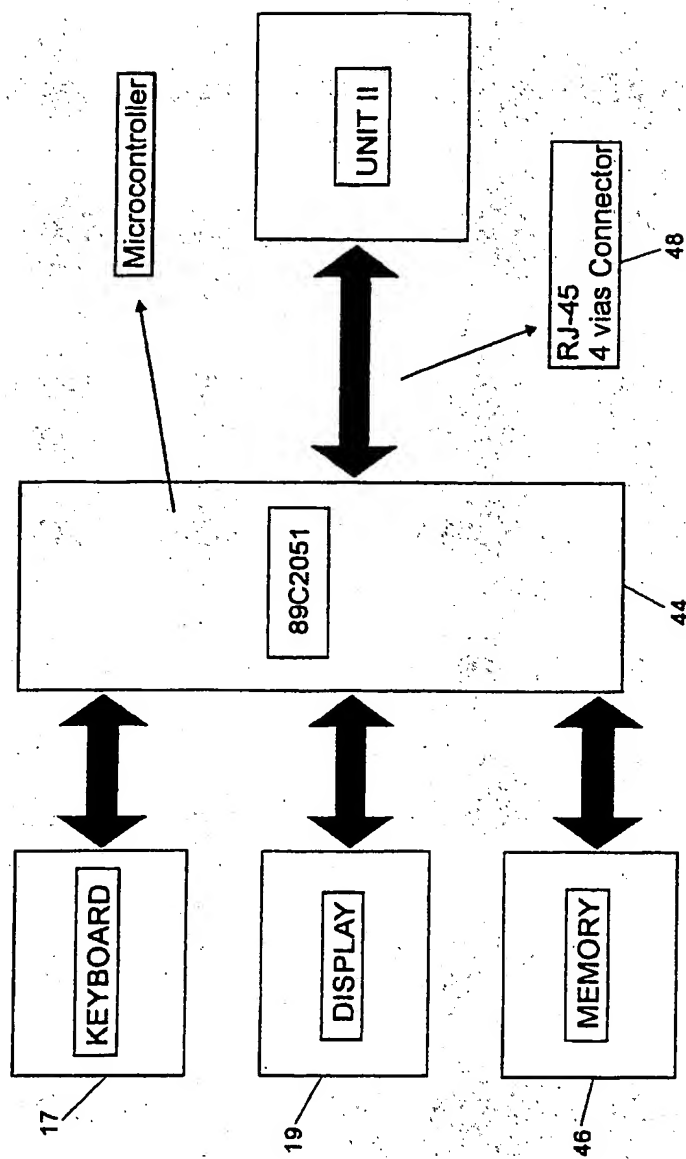 Microcontroller
UNIT II
RJ-45
4 vias Connector
48
89C2051
44
KEYBOARD
17
DISPLAY
19
MEMORY
46